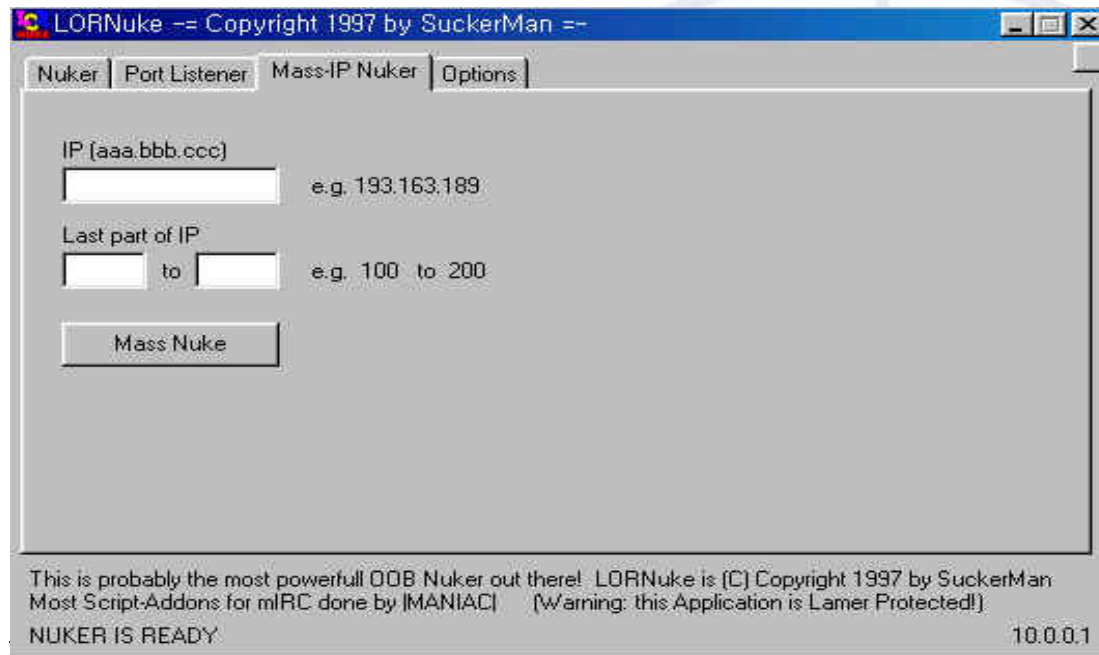 LORNuke -= Copyright 1997 by SuckerMan =-
Nuker Port Listener Mass-IP Nuker Options
IP (aaa.bbb.ccc)
e.g. 193.163.189
Last part of IP
to e.g. 100 to 200
Mass Nuke
This is probably the most powerfull OOB Nuker out there! LORNuke is (C) Copyright 1997 by SuckerMan
Most Script-Addons for mIRC done by |MANIAC| (Warning: this Application is Lamer Protected!)
NUKER IS READY 10.0.0.1